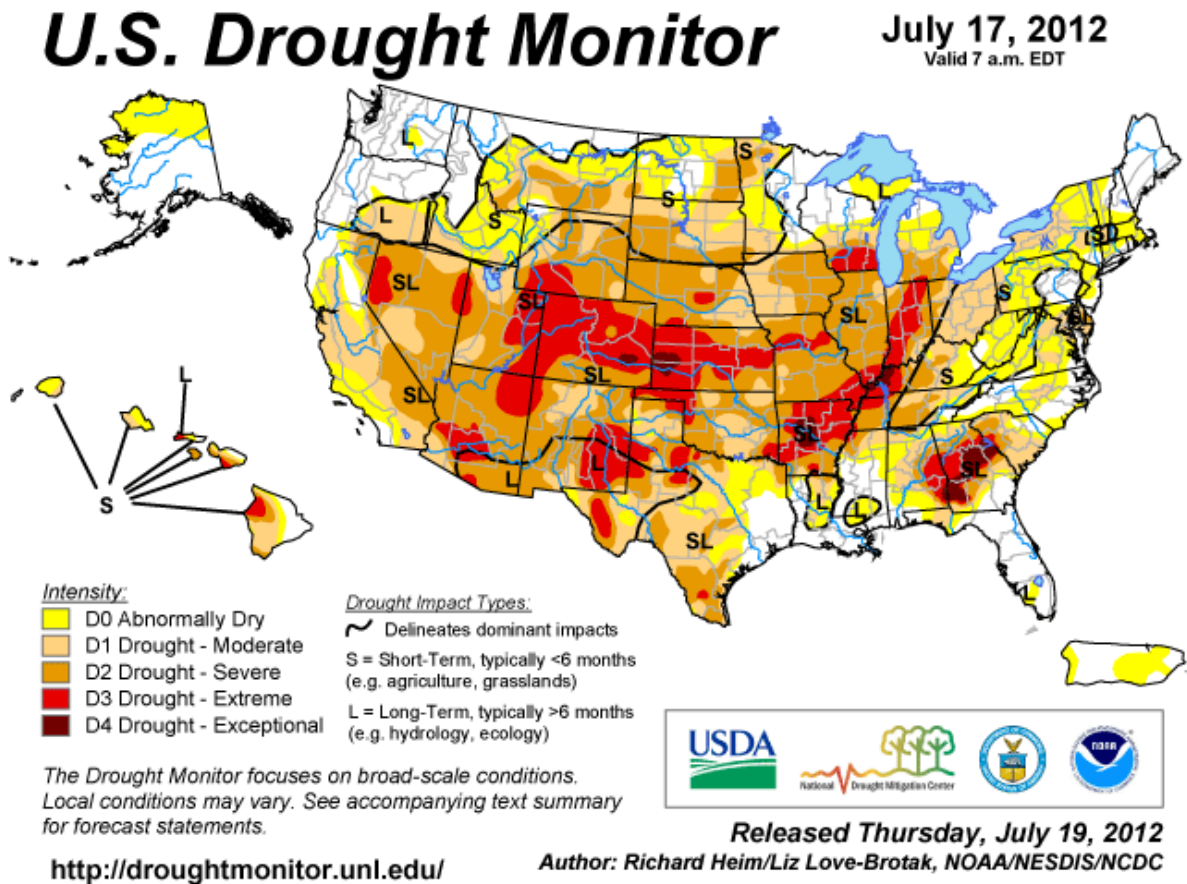 U.S. Drought Monitor
July 17, 2012
Valid 7 a.m. EDT
L
S
L
S
S
S
L
L
SL
S
SL
SL
SL
SL
S
SL
SL
SL
L
L
SL
L
L
SL
L
L
S
Intensity:
D0 Abnormally Dry
D1 Drought - Moderate
D2 Drought - Severe
D3 Drought - Extreme
D4 Drought - Exceptional
Drought Impact Types:
Delineates dominant impacts
S = Short-Term, typically <6 months
(e.g. agriculture, grasslands)
L = Long-Term, typically >6 months
(e.g. hydrology, ecology)
USDA
National Drought Mitigation Center
NOAA
The Drought Monitor focuses on broad-scale conditions.
Local conditions may vary. See accompanying text summary
for forecast statements.
http://droughtmonitor.unl.edu/
Released Thursday, July 19, 2012
Author: Richard Heim/Liz Love-Brotak, NOAA/NESDIS/NCDC